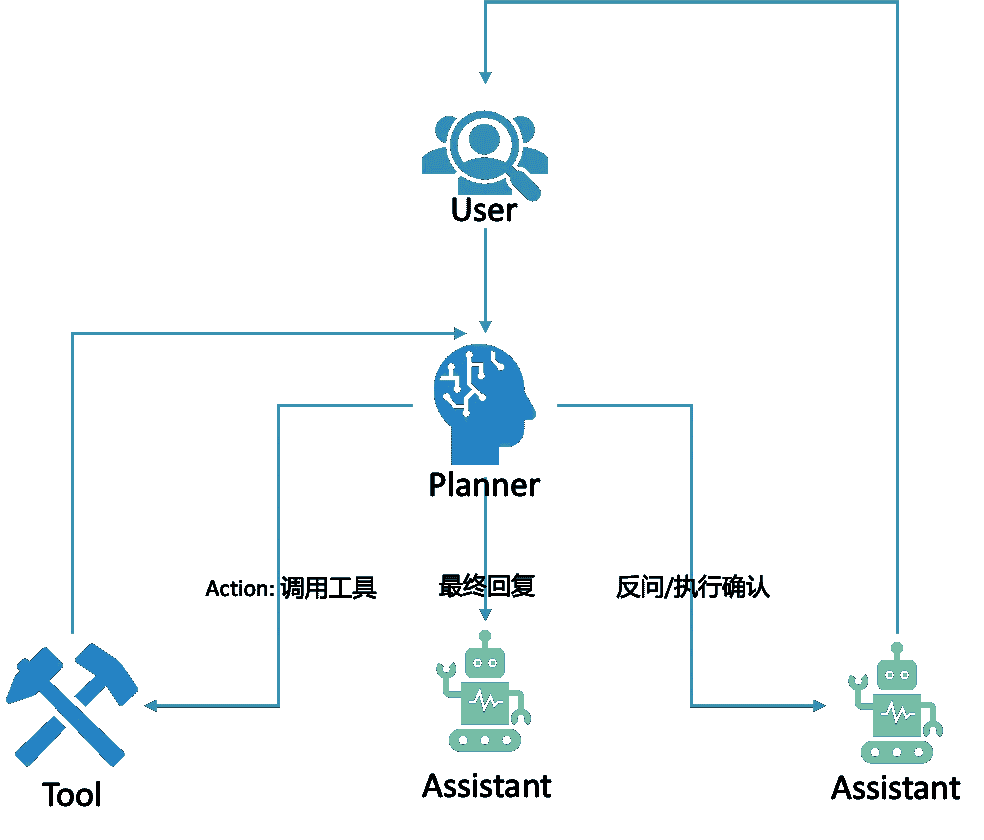 User
Planner
Action: 调用工具
最终回复
反问/执行确认
Tool
Assistant
Assistant